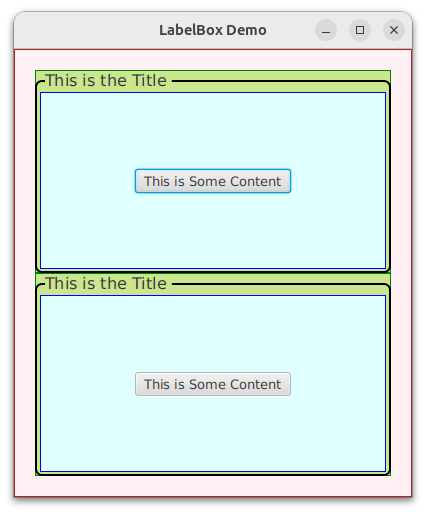 LabelBox Demo
This is the Title
This is Some Content
This is the Title
This is Some Content